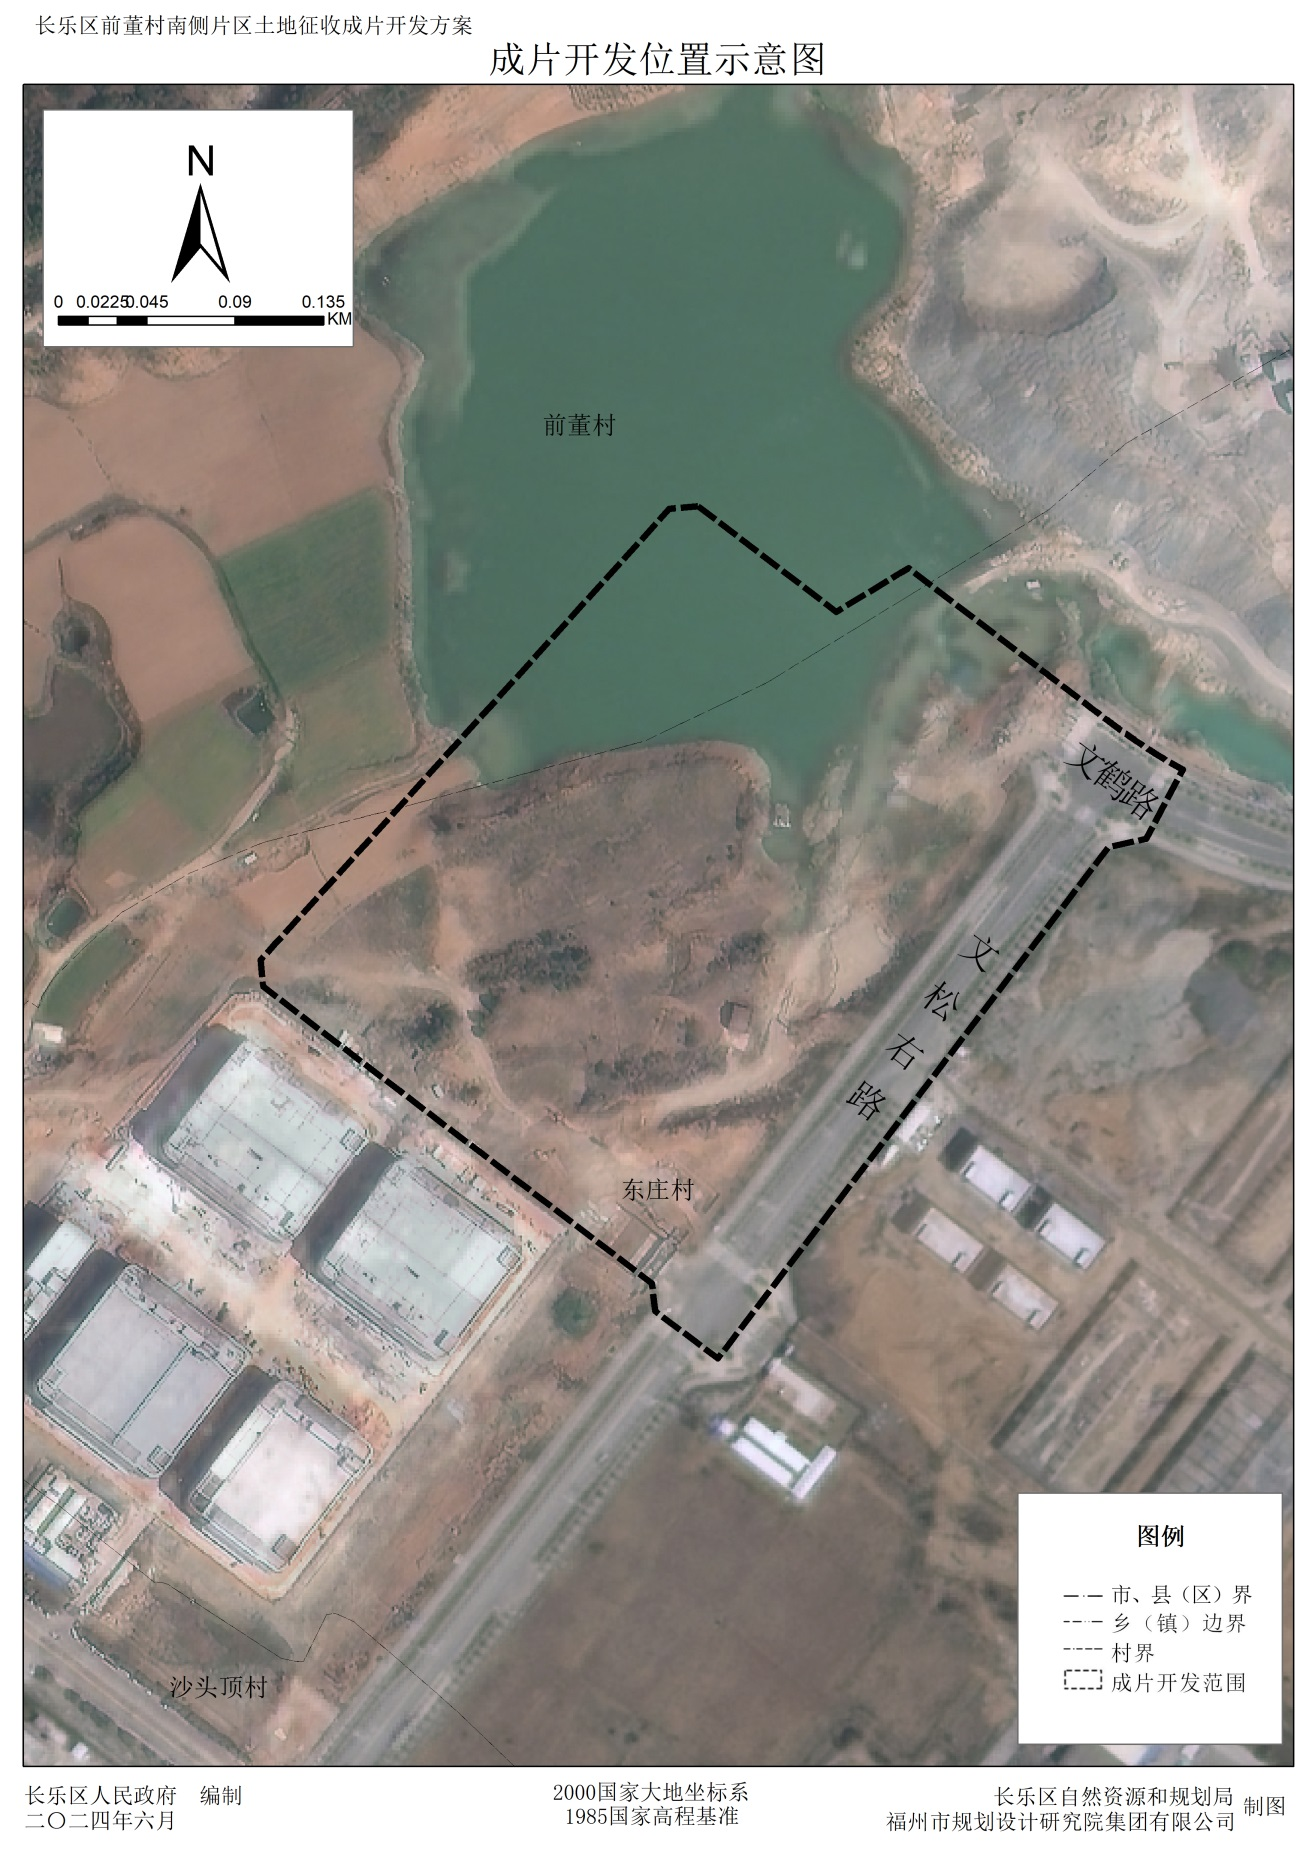 长乐区前董村南侧片区土地征收成片开发方案
成片开发位置示意图
N
0 0.0225 0.045 0.09 0.135
KM
前董村
文鹤路
文松右路
东庄村
沙头顶村
图例
市、县（区）界
乡（镇）边界
村界
成片开发范围
长乐区人民政府 编制
二〇二四年六月
2000国家大地坐标系
1985国家高程基准
长乐区自然资源和规划局
福州市规划设计研究院集团有限公司 制图